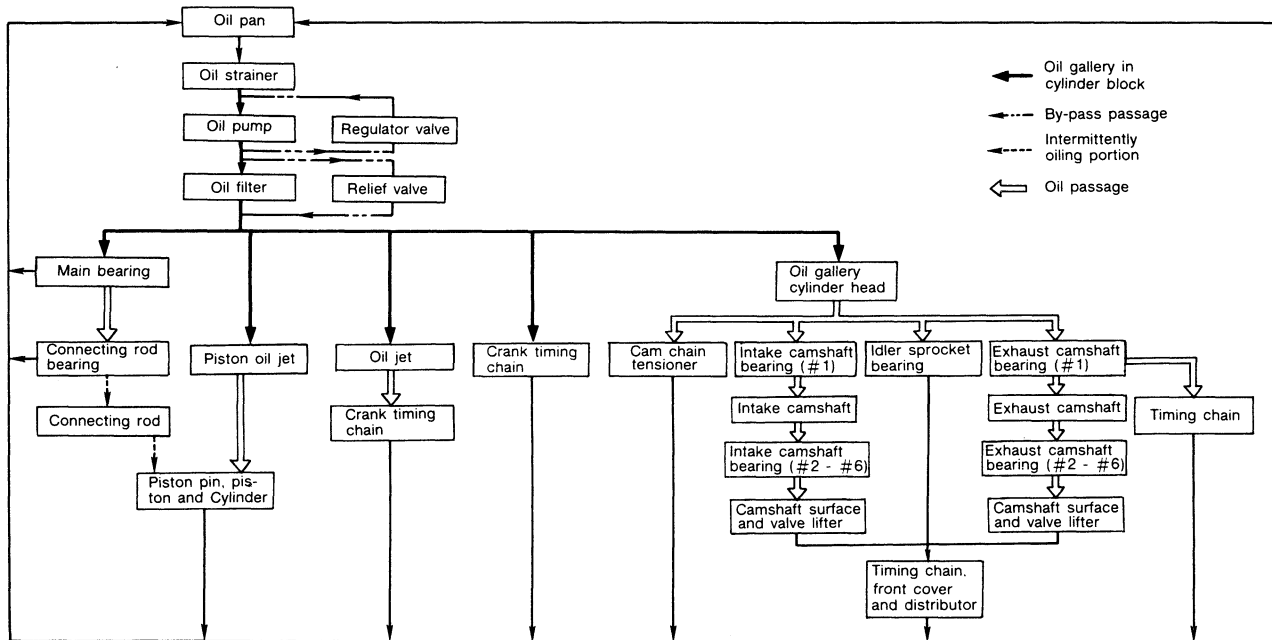 Oil pan
Oil strainer
Oil pump
Regulator valve
Oil filter
Relief valve
Oil gallery in
cylinder block
By-pass passage
Intermittently
oiling portion
Oil passage
Main bearing
Oil gallery
cylinder head
Connecting rod
bearing
Piston oil jet
Oil jet
Crank timing
chain
Cam chain
tensioner
Intake camshaft
bearing (#1)
Idler sprocket
bearing
Exhaust camshaft
bearing (#1)
Connecting rod
Crank timing
chain
Intake camshaft
Exhaust camshaft
Timing chain
Intake camshaft
bearing (#2 - #6)
Exhaust camshaft
bearing (#2 - #6)
Piston pin, pis-
ton and Cylinder
Camshaft surface
and valve lifter
Camshaft surface
and valve lifter
Timing chain,
front cover
and distributor